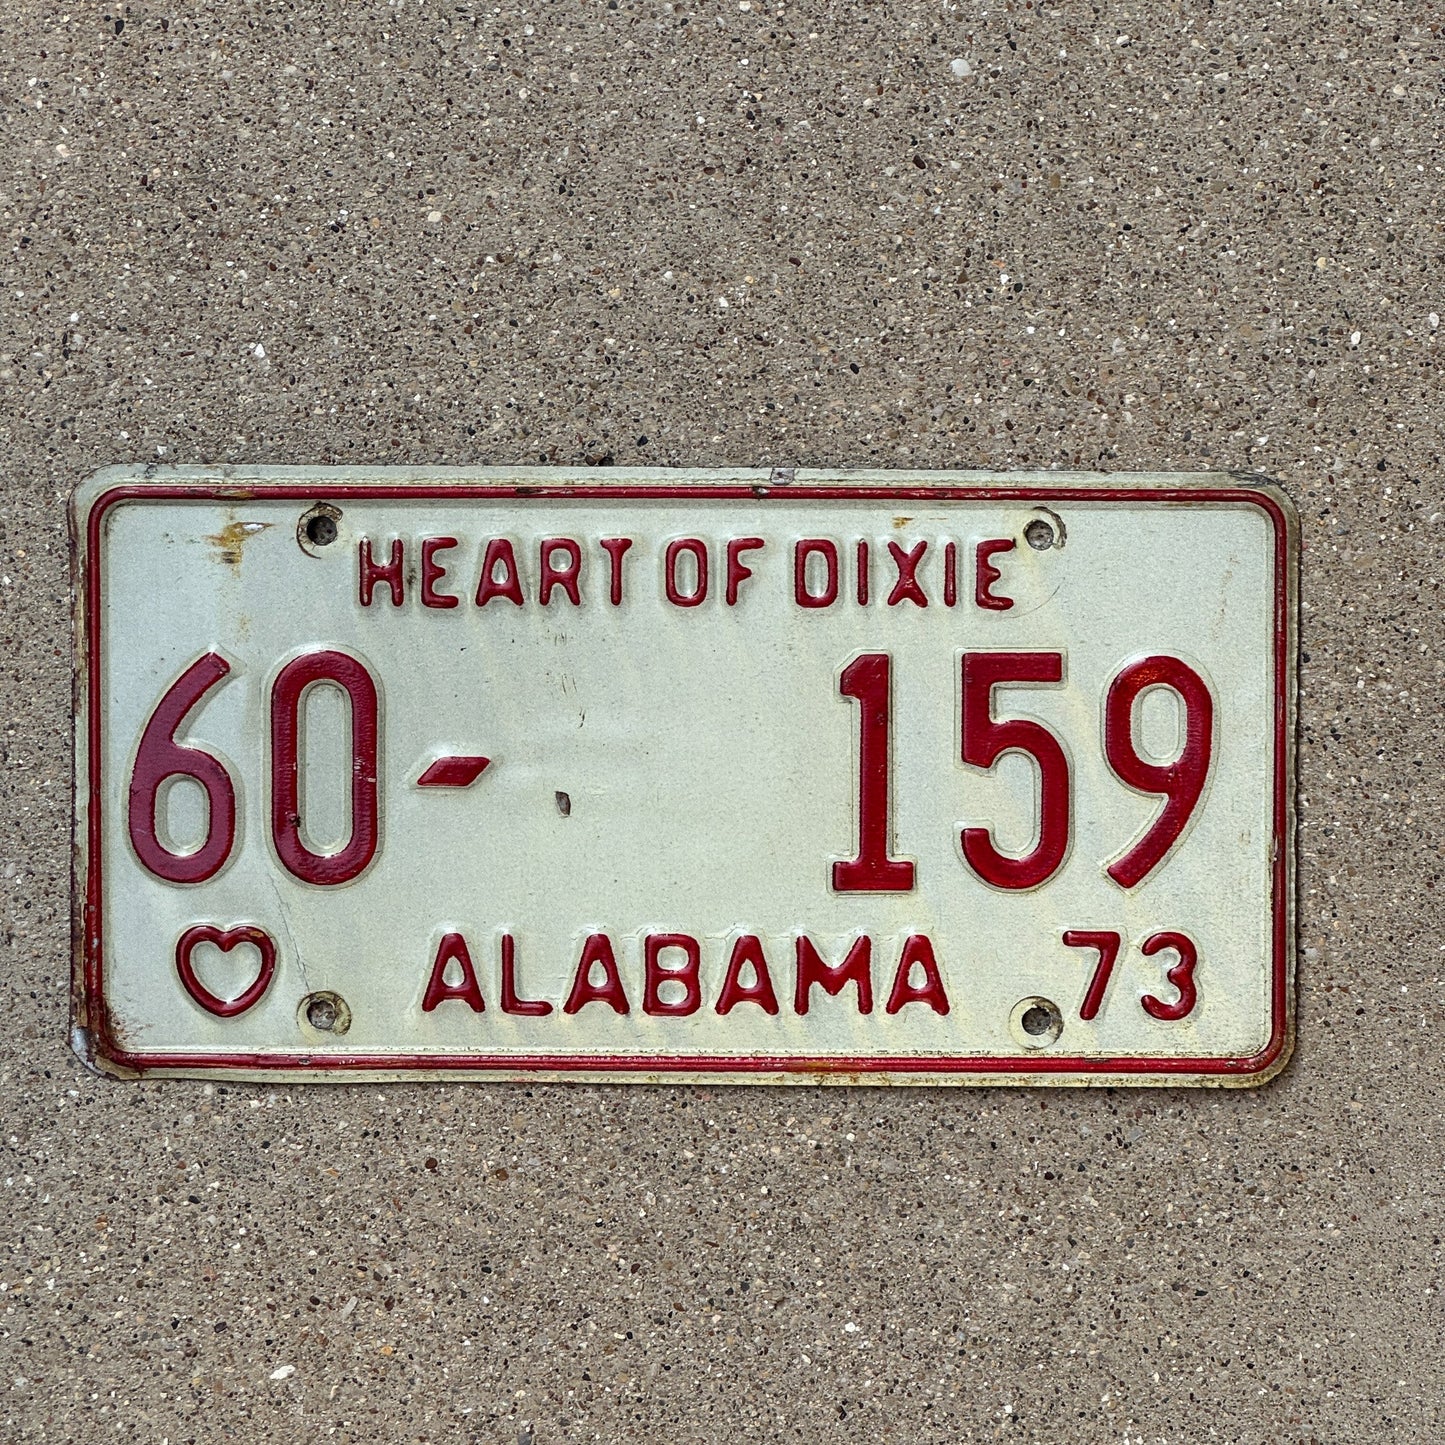 HEART OF DIXIE
60- 159
ALABAMA 73